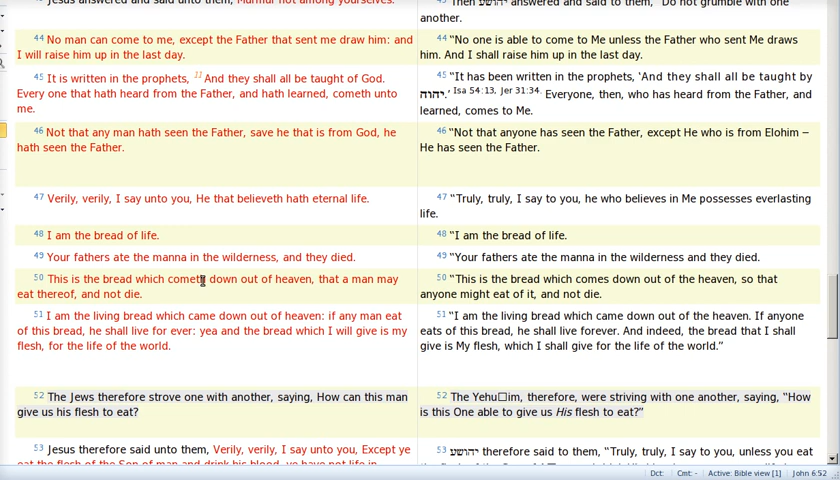 Jesus answered and said unto them, Murmur not among yourselves.
44 No man can come to me, except the Father that sent me draw him: and
I will raise him up in the last day.
45 It is written in the prophets, 11 And they shall all be taught of God.
Every one that hath heard from the Father, and hath learned, cometh unto
me.
46 Not that any man hath seen the Father, save he that is from God, he
hath seen the Father.
47 Verily, verily, I say unto you, He that believeth hath eternal life.
48 I am the bread of life.
49 Your fathers ate the manna in the wilderness, and they died.
50 This is the bread which cometh down out of heaven, that a man may
eat thereof, and not die.
51 I am the living bread which came down out of heaven: if any man eat
of this bread, he shall live for ever: yea and the bread which I will give is my
flesh, for the life of the world.
52 The Jews therefore strove one with another, saying, How can this man
give us his flesh to eat?
53 Jesus therefore said unto them, Verily, verily, I say unto you, Except ye
eat the flesh of the Son of man and drink his blood, ye have not life in
Then יהושע answered and said to them, "Do not grumble with one
another.
44 "No one is able to come to Me unless the Father who sent Me draws
him. And I shall raise him up in the last day.
45 "It has been written in the prophets, 'And they shall all be taught by
יהוה.' Isa 54:13, Jer 31:34. Everyone, then, who has heard from the Father, and
learned, comes to Me.
46 "Not that anyone has seen the Father, except He who is from Elohim –
He has seen the Father.
47 "Truly, truly, I say to you, he who believes in Me possesses everlasting
life.
48 "I am the bread of life.
49 "Your fathers ate the manna in the wilderness, and they died.
50 "This is the bread which comes down out of the heaven, so that
anyone might eat of it, and not die.
51 "I am the living bread which came down out of the heaven. If anyone
eats of this bread, he shall live forever. And indeed, the bread that I shall
give is My flesh, which I shall give for the life of the world."
52 The Yehu□im, therefore, were striving with one another, saying, "How
is this One able to give us His flesh to eat?"
53 יהושע therefore said to them, "Truly, truly, I say to you, unless you eat
Dct: Cmt: - Active: Bible view [1] John 6:52